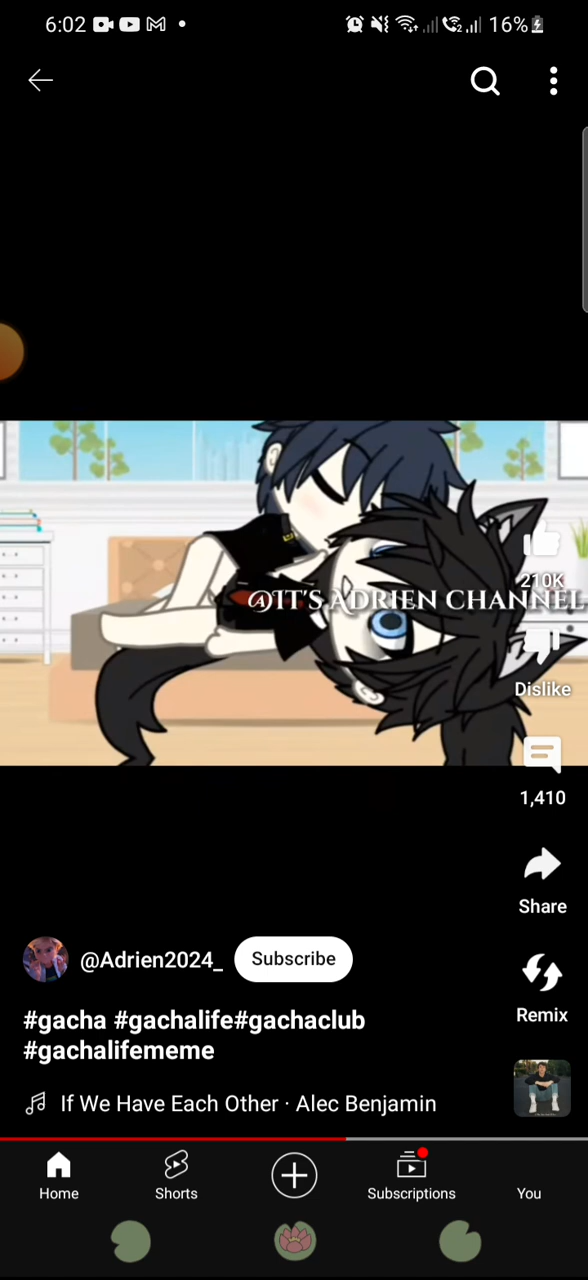 6:02
16%
@IT'S ADRIEN CHANNEL
210K
Dislike
1,410
Share
@Adrien2024_
Subscribe
Remix
#gacha #gachalife#gachaclub
#gachalifememe
If We Have Each Other · Alec Benjamin
Home
Shorts
Subscriptions
You